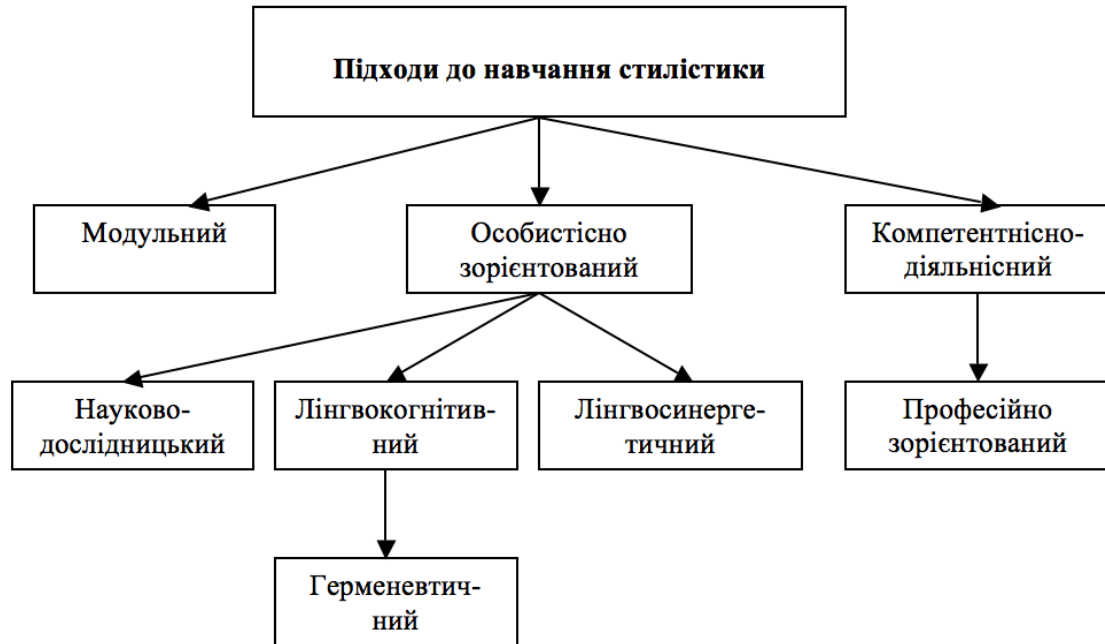 Підходи до навчання стилістики
Модульний
Особистісно
зорієнтований
Компетентнісно-
діяльнісний
Науково-
дослідницький
Лінгвокогнітив-
ний
Лінгвосинерге-
тичний
Професійно
зорієнтований
Герменевтич-
ний